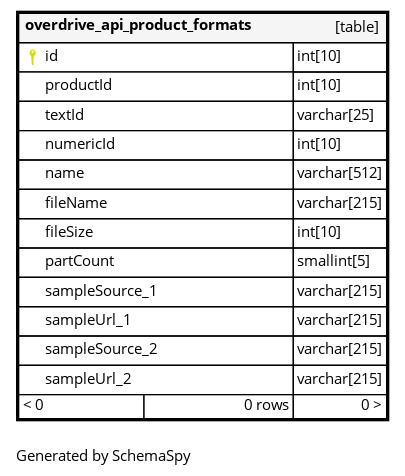 overdrive_api_product_formats [table]
id int[10]
productId int[10]
textId varchar[25]
numericId int[10]
name varchar[512]
fileName varchar[215]
fileSize int[10]
partCount smallint[5]
sampleSource_1 varchar[215]
sampleUrl_1 varchar[215]
sampleSource_2 varchar[215]
sampleUrl_2 varchar[215]
< 0 0 rows 0 >
Generated by SchemaSpy